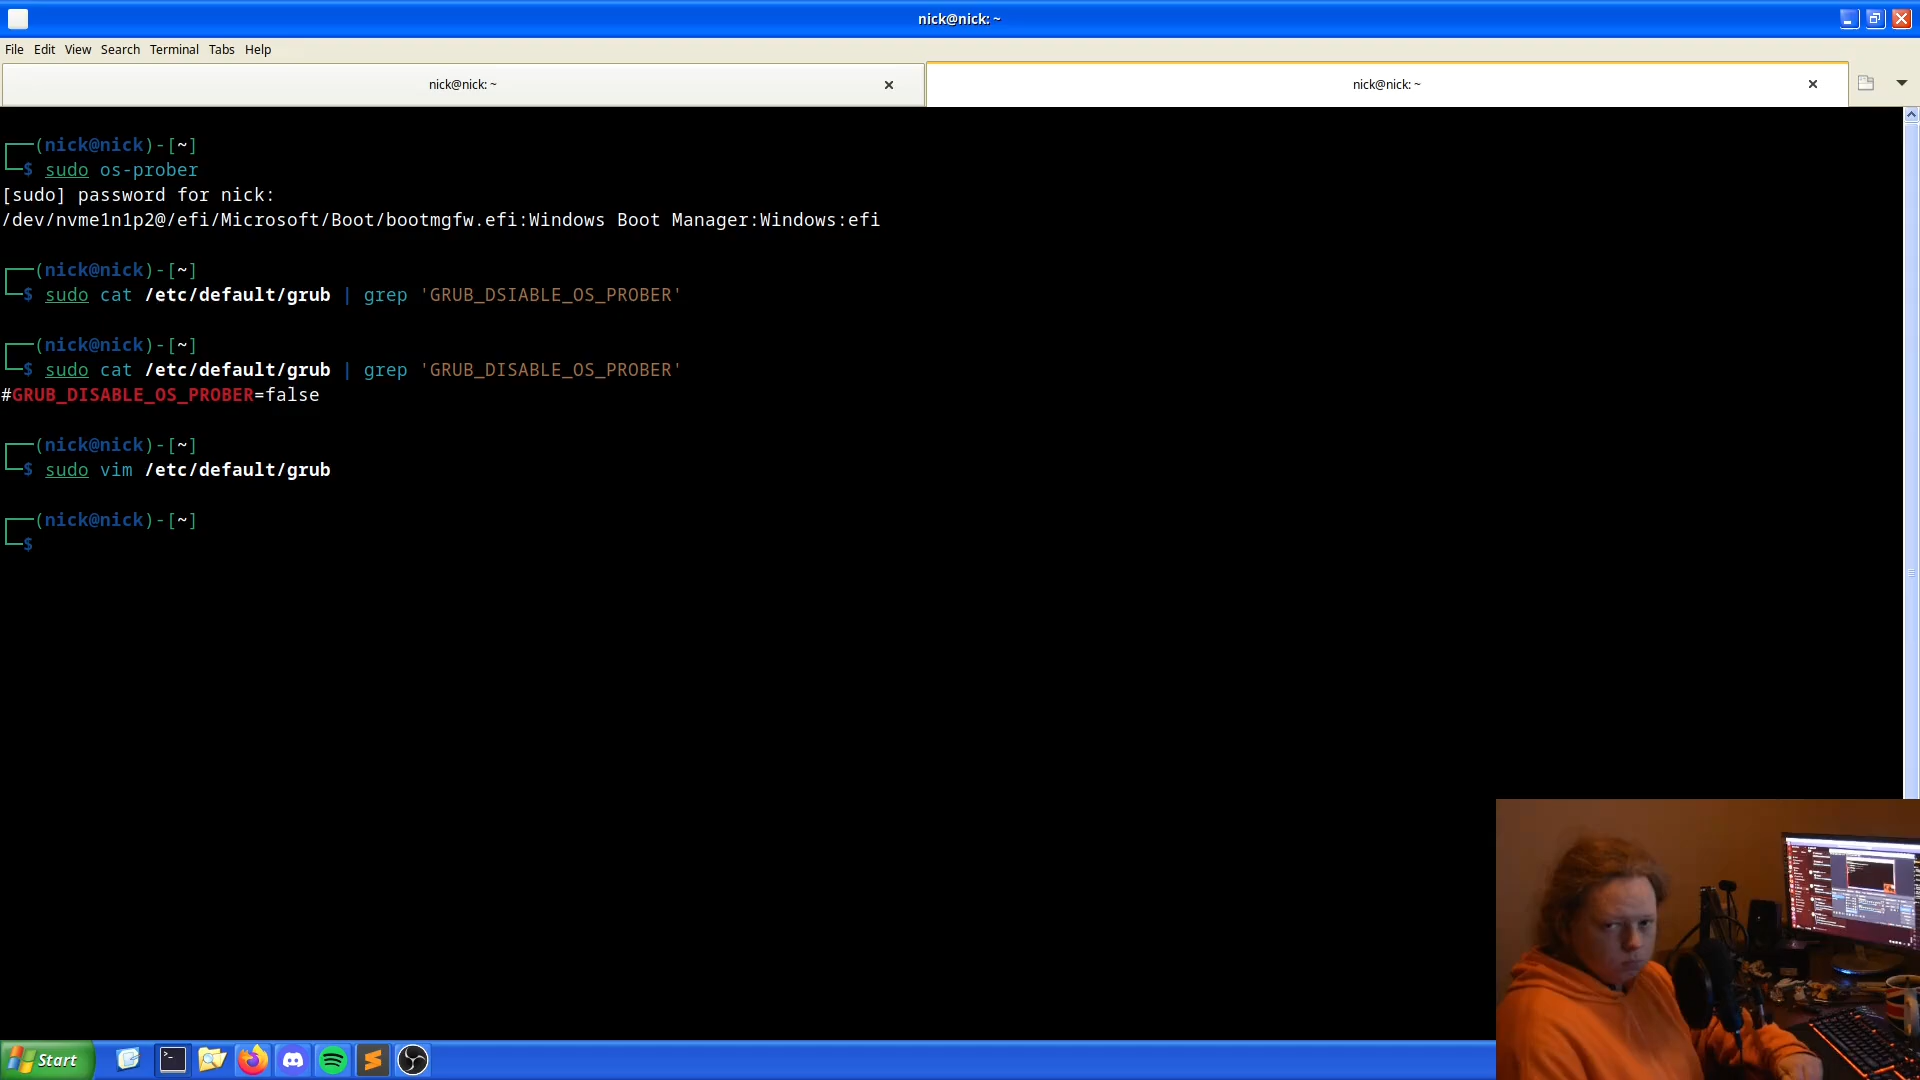 nick@nick: ~
File Edit View Search Terminal Tabs Help
nick@nick: ~
nick@nick: ~
(nick@nick)-[~]
$ sudo os-prober
[sudo] password for nick:
/dev/nvme1n1p2@/efi/Microsoft/Boot/bootmgfw.efi:Windows Boot Manager:Windows:efi
(nick@nick)-[~]
$ sudo cat /etc/default/grub | grep 'GRUB_DSIABLE_OS_PROBER'
(nick@nick)-[~]
$ sudo cat /etc/default/grub | grep 'GRUB_DISABLE_OS_PROBER'
#GRUB_DISABLE_OS_PROBER=false
(nick@nick)-[~]
$ sudo vim /etc/default/grub
(nick@nick)-[~]
$
Start